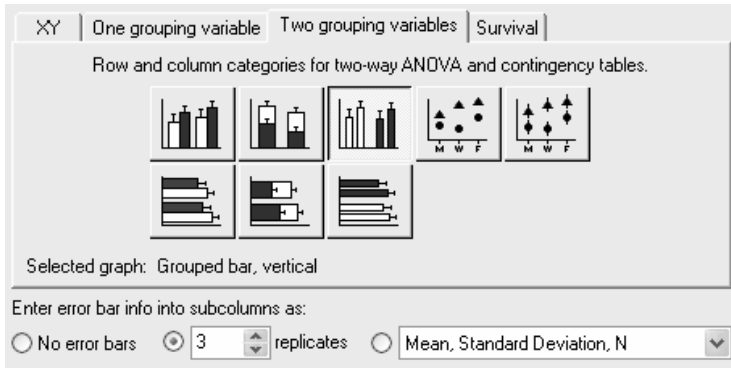 XY One grouping variable Two grouping variables Survival
Row and column categories for two-way ANOVA and contingency tables.
M W F M W F
Selected graph: Grouped bar, vertical
Enter error bar info into subcolumns as:
No error bars 3 replicates Mean, Standard Deviation, N